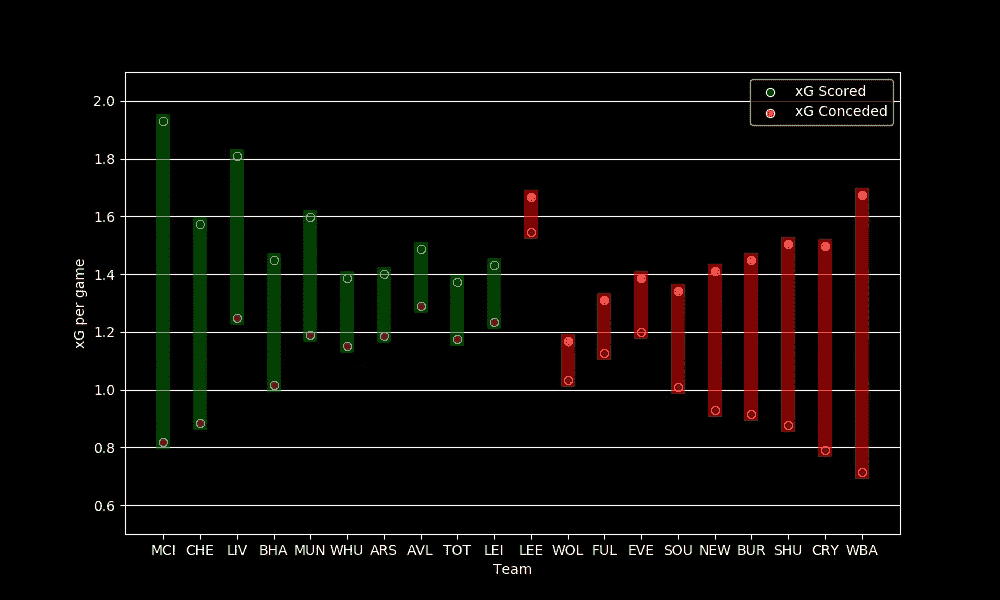 xG Scored
xG Conceded
2.0
1.8
1.6
1.4
1.2
1.0
0.8
0.6
xG per game
MCI CHE LIV BHA MUN WHU ARS AVL TOT LEI LEE WOL FUL EVE SOU NEW BUR SHU CRY WBA
Team